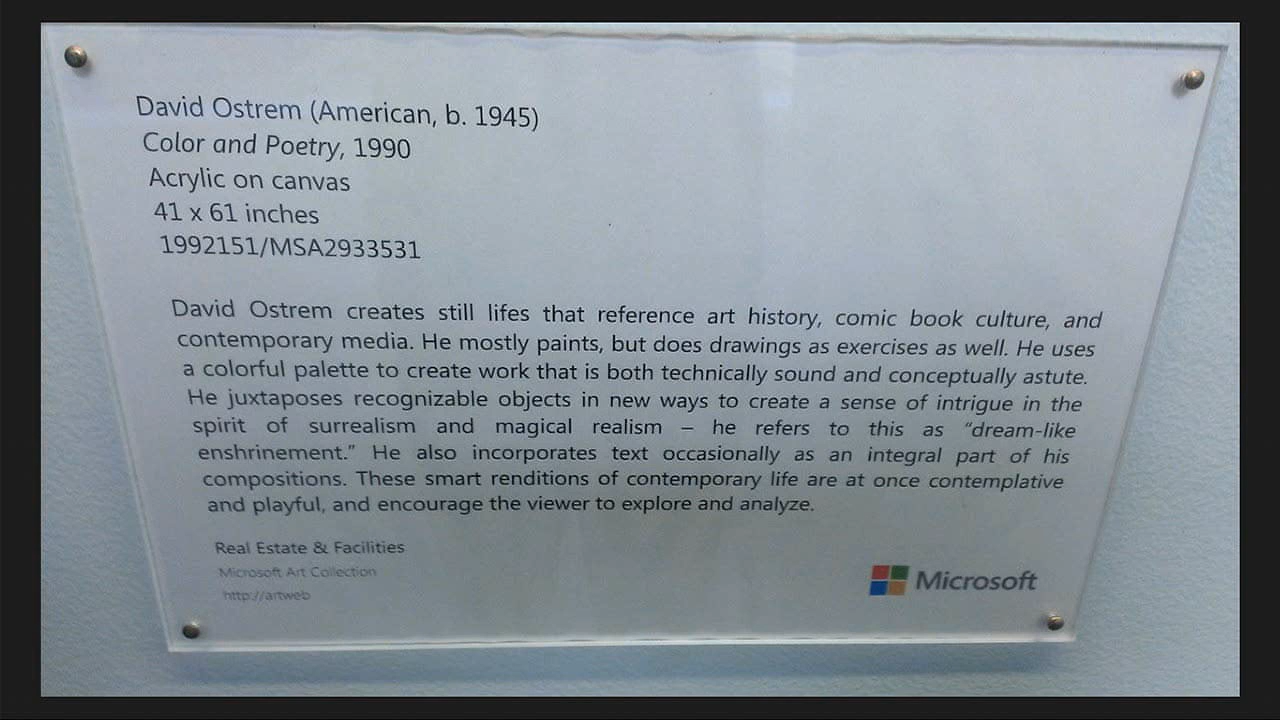 David Ostrem (American, b. 1945)
Color and Poetry, 1990
Acrylic on canvas
41 x 61 inches
1992151/MSA2933531
David Ostrem creates still lifes that reference art history, comic book culture, and
contemporary media. He mostly paints, but does drawings as exercises as well. He uses
a colorful palette to create work that is both technically sound and conceptually astute.
He juxtaposes recognizable objects in new ways to create a sense of intrigue in the
spirit of surrealism and magical realism – he refers to this as “dream-like
enshrinement.” He also incorporates text occasionally as an integral part of his
compositions. These smart renditions of contemporary life are at once contemplative
and playful, and encourage the viewer to explore and analyze.
Real Estate & Facilities
Microsoft Art Collection
http://artweb
Microsoft